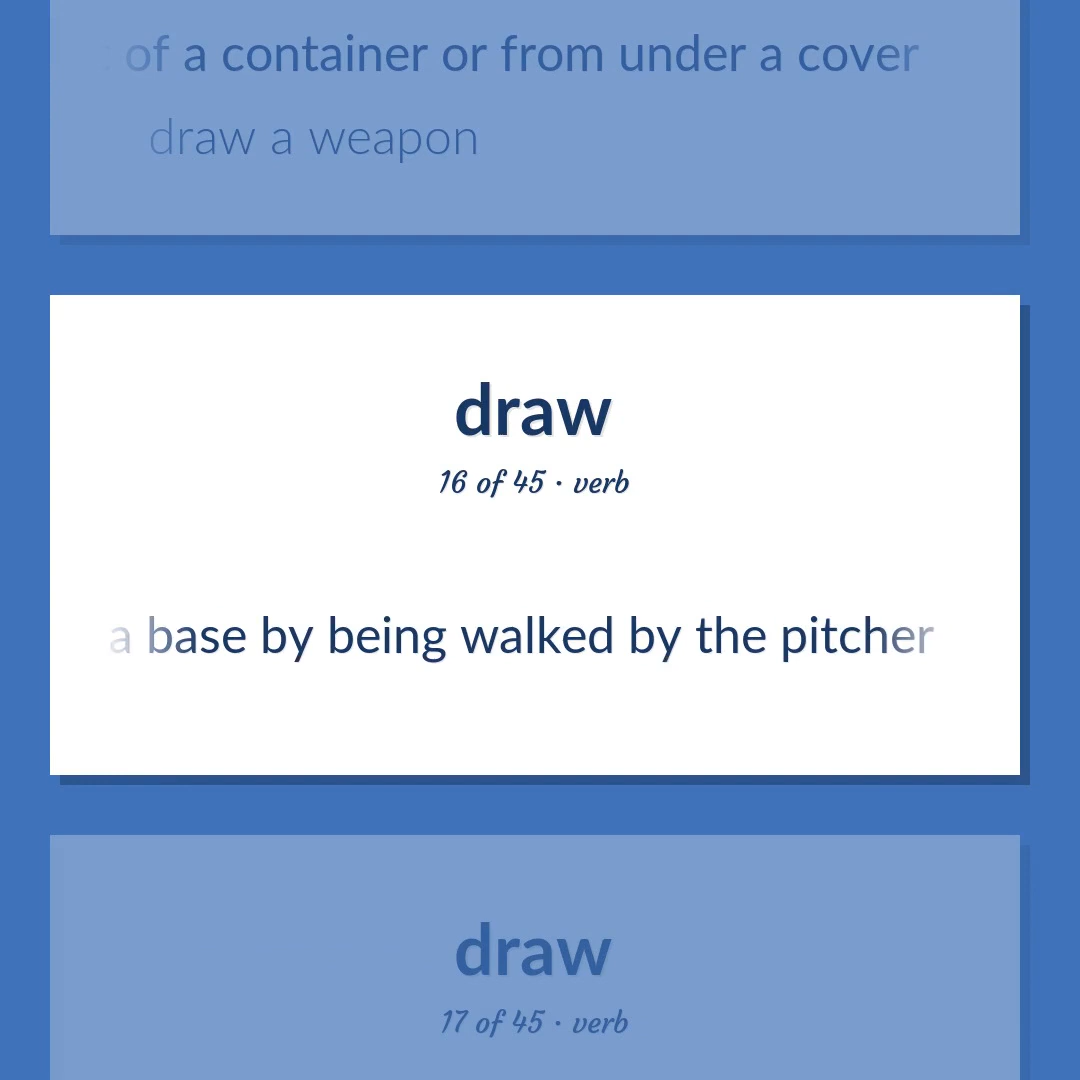 of a container or from under a cover
draw a weapon
draw
16 of 45 · verb
a base by being walked by the pitcher
draw
17 of 45 · verb